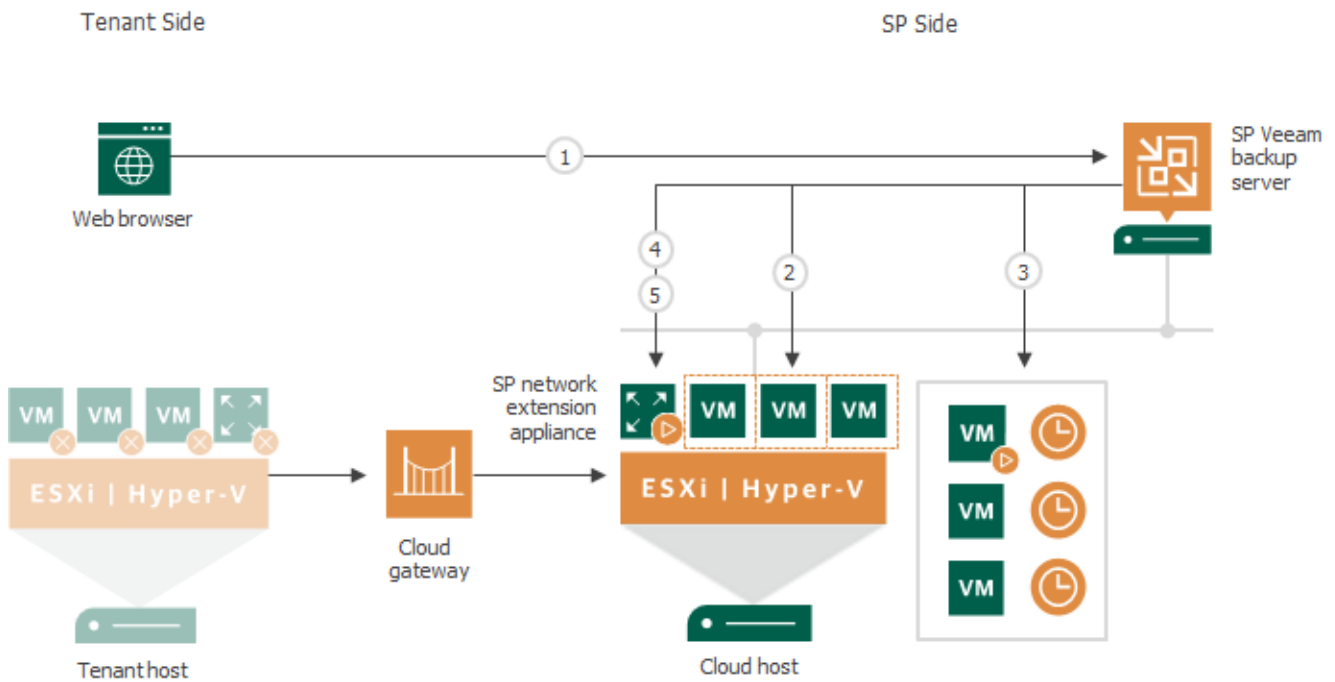 Tenant Side
SP Side
1
SP Veeam
backup
server
Web browser
4
2
3
5
SP network
extension
appliance
VM
VM
VM
VM
VM
VM
VM
ESXi | Hyper-V
ESXi | Hyper-V
VM
Cloud
gateway
VM
Tenant host
Cloud host